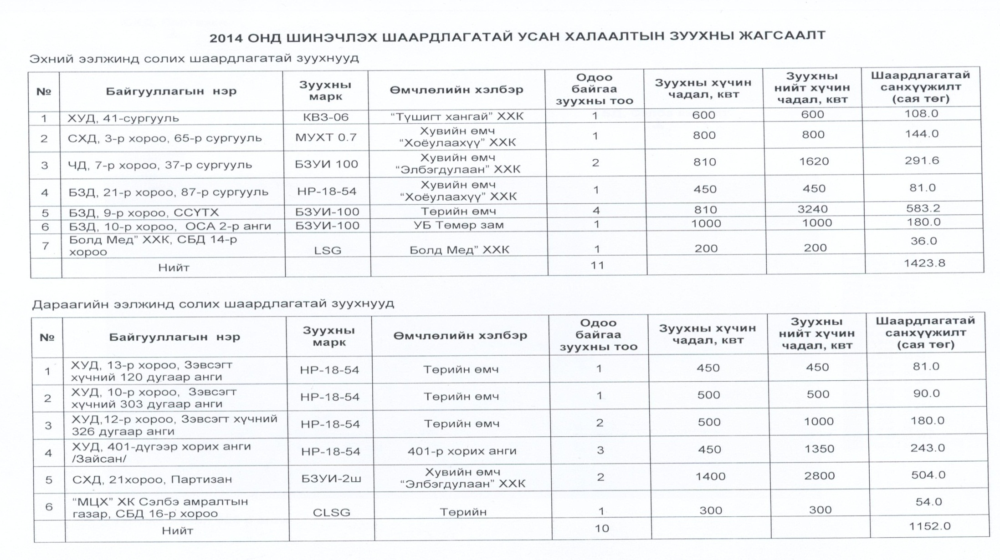 2014 ОНД ШИНЭЧЛЭХ ШААРДЛАГАТАЙ УСАН ХАЛААЛТЫН ЗУУХНЫ ЖАГСААЛТ
Эхний ээлжинд солих шаардлагатай зуухнууд
№ Байгууллагын нэр Зуухны марк Өмчлөлийн хэлбэр Одоо байгаа зуухны тоо Зуухны хүчин чадал, квт Зуухны нийт хүчин чадал, квт Шаардлагатай санхүүжилт (сая төг)
1 ХУД, 41-сургууль КВЗ-06 “Түшигт хангай” ХХК 1 600 600 108.0
2 СХД, 3-р хороо, 65-р сургууль МУХТ 0.7 Хувийн өмч “Хоёулаахүү” ХХК 1 800 800 144.0
3 ЧД, 7-р хороо, 37-р сургууль БЗУИ 100 Хувийн өмч “Элбэгдулаан” ХХК 2 810 1620 291.6
4 БЗД, 21-р хороо, 87-р сургууль НР-18-54 Хувийн өмч “Хоёулаахүү” ХХК 1 450 450 81.0
5 БЗД, 9-р хороо, ССҮТХ БЗУИ-100 Төрийн өмч 4 810 3240 583.2
6 БЗД, 10-р хороо, ОСА 2-р анги БЗУИ-100 УБ Төмөр зам 1 1000 1000 180.0
7 Болд Мед” ХХК, СБД 14-р хороо LSG Болд Мед” ХХК 1 200 200 36.0
Нийт 11 1423.8
Дараагийн ээлжинд солих шаардлагатай зуухнууд
№ Байгууллагын нэр Зуухны марк Өмчлөлийн хэлбэр Одоо байгаа зуухны тоо Зуухны хүчин чадал, квт Зуухны нийт хүчин чадал, квт Шаардлагатай санхүүжилт (сая төг)
1 ХУД, 13-р хороо, Зэвсэгт хүчний 120 дугаар анги НР-18-54 Төрийн өмч 1 450 450 81.0
2 ХУД, 10-р хороо, Зэвсэгт хүчний 303 дугаар анги НР-18-54 Төрийн өмч 1 500 500 90.0
3 ХУД,12-р хороо, Зэвсэгт хүчний 326 дугаар анги НР-18-54 Төрийн өмч 2 500 1000 180.0
4 ХУД, 401-дүгээр хорих анги /Зайсан/ НР-18-54 401-р хорих анги 3 450 1350 243.0
5 СХД, 21хороо, Партизан БЗУИ-2ш Хувийн өмч “Элбэгдулаан” ХХК 2 1400 2800 504.0
6 “МЦХ” ХК Сэлбэ амралтын газар, СБД 16-р хороо CLSG Төрийн 1 300 300 54.0
Нийт 10 1152.0